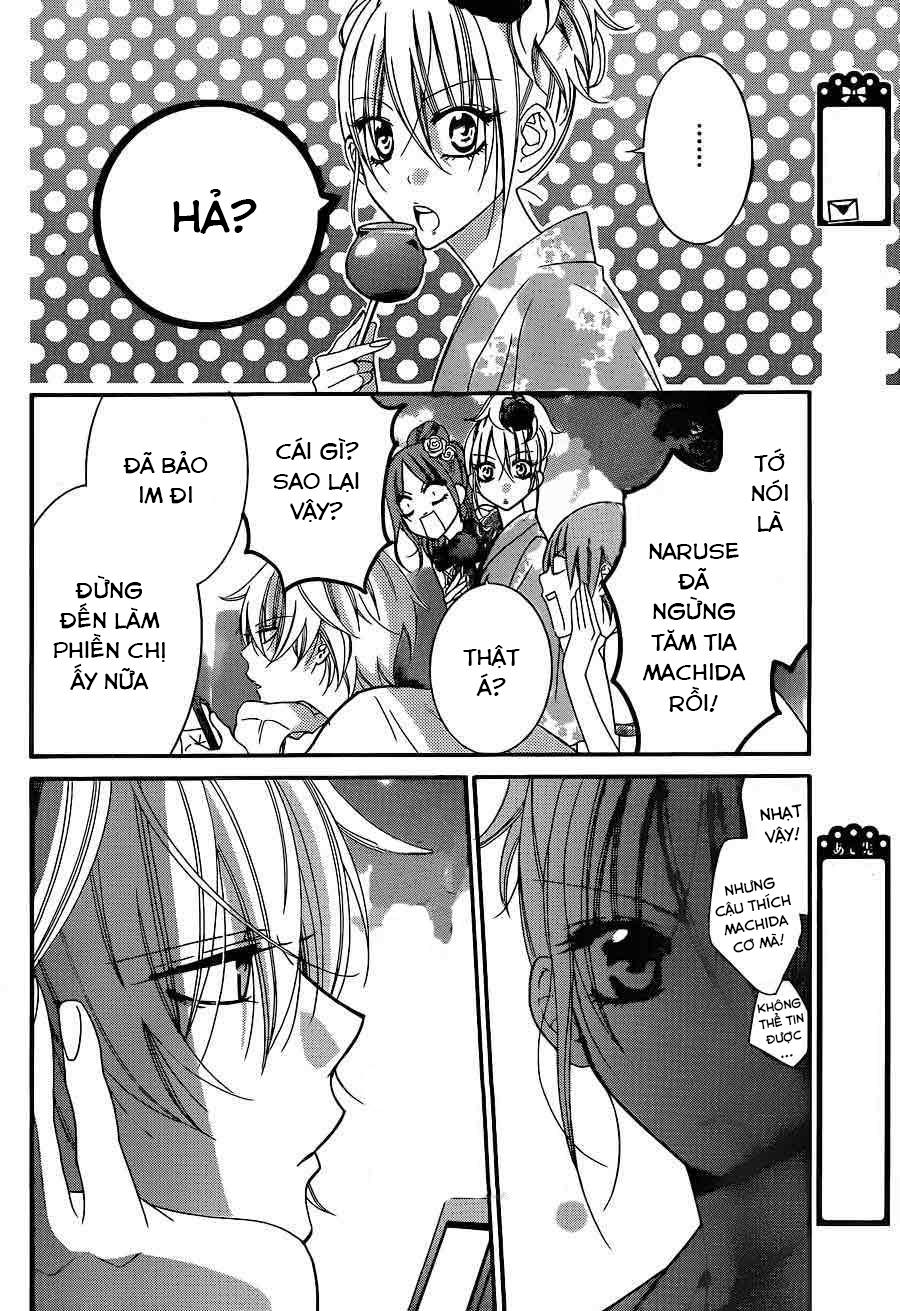 .......
HẢ?
TỚ
NÓI
LÀ
NARUSE
ĐÃ
NGỪNG
TĂM TIA
MACHIDA
RỒI!
THẬT
Á?
CÁI GÌ?
SAO LẠI
VẬY?
ĐÃ BẢO
IM ĐI
ĐỪNG
ĐẾN LÀM
PHIỀN CHỊ
ẤY NỮA
NHẠT
VẬY!
NHƯNG
CẬU THÍCH
MACHIDA
CƠ MÀ!
KHÔNG
THỂ TIN
ĐƯỢC
...